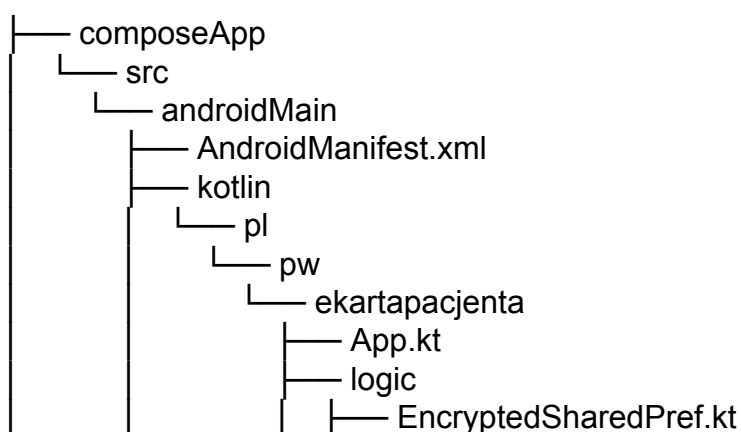 ├── composeApp
│ └── src
│ └── androidMain
│ ├── AndroidManifest.xml
│ ├── kotlin
│ │ └── pl
│ │ └── pw
│ │ └── ekartapacjenta
│ │ ├── App.kt
│ │ ├── logic
│ │ │ ├── EncryptedSharedPref.kt